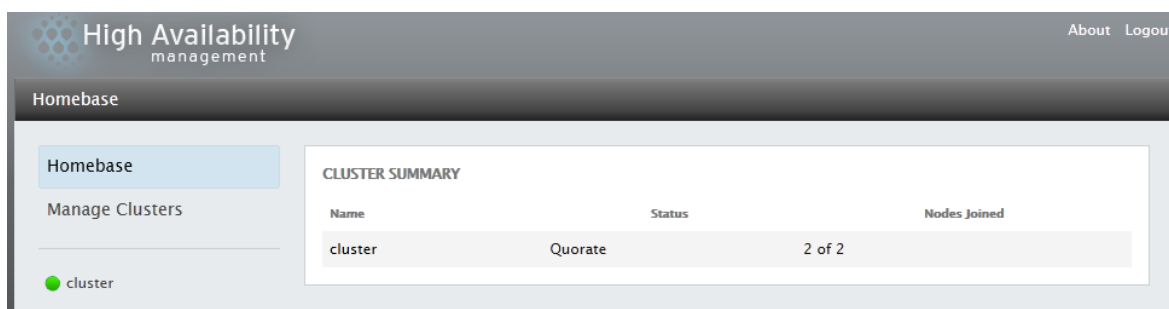 High Availability
management
About Logou
Homebase
Homebase
Manage Clusters
cluster
CLUSTER SUMMARY
Name Status Nodes Joined
cluster Quorate 2 of 2